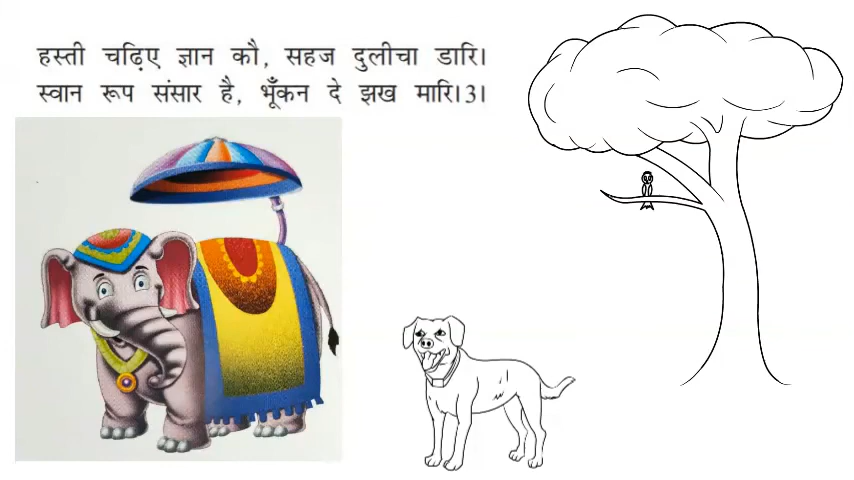 हस्ती चढ़िए ज्ञान कौ, सहज दुलीचा डारि।
स्वान रूप संसार है, भूँकन दे झख मारि।3।